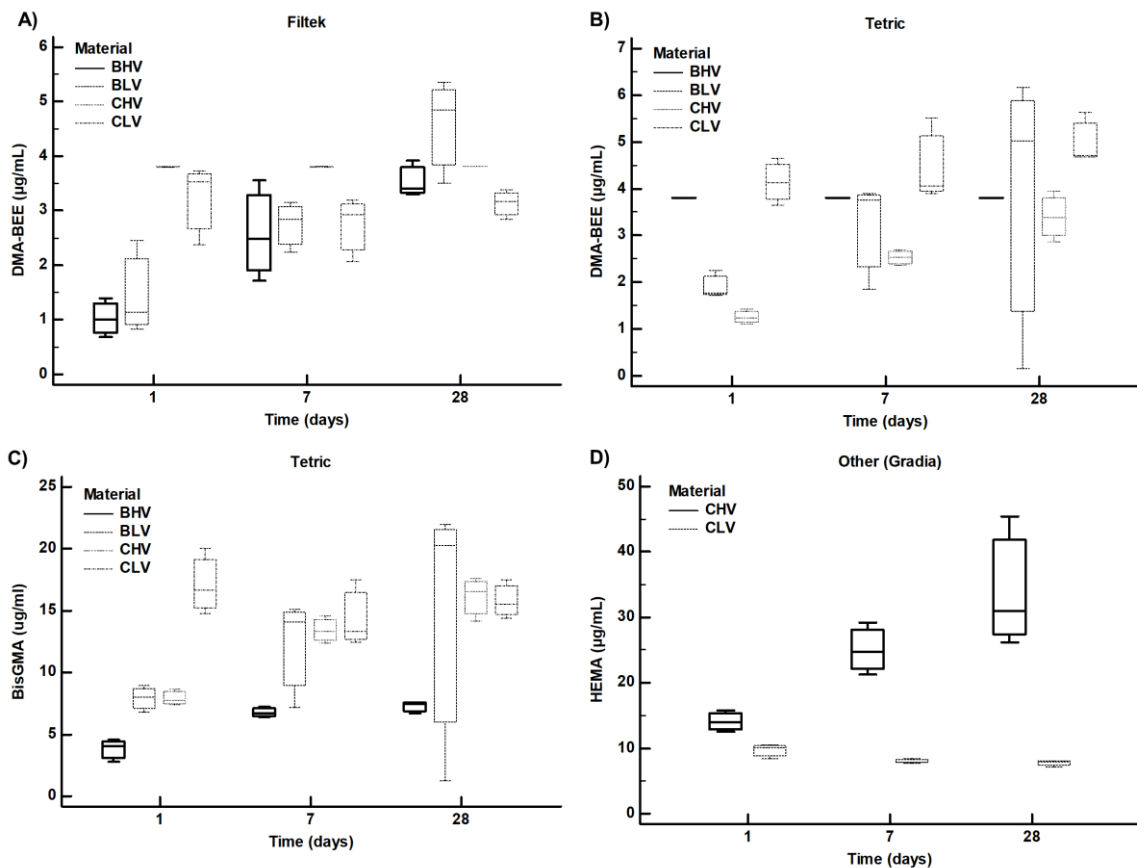 A)
Filtek
Material
BHV
BLV
CHV
CLV
6
5
4
3
2
1
0
DMA-BEE (µg/mL)
1
7
28
Time (days)
B)
Tetric
Material
BHV
BLV
CHV
CLV
7
6
5
4
3
2
1
0
DMA-BEE (µg/mL)
1
7
28
Time (days)
C)
Tetric
Material
BHV
BLV
CHV
CLV
25
20
15
10
5
0
BisGMA (ug/ml)
1
7
28
Time (days)
D)
Other (Gradia)
Material
CHV
CLV
50
40
30
20
10
0
HEMA (µg/mL)
1
7
28
Time (days)